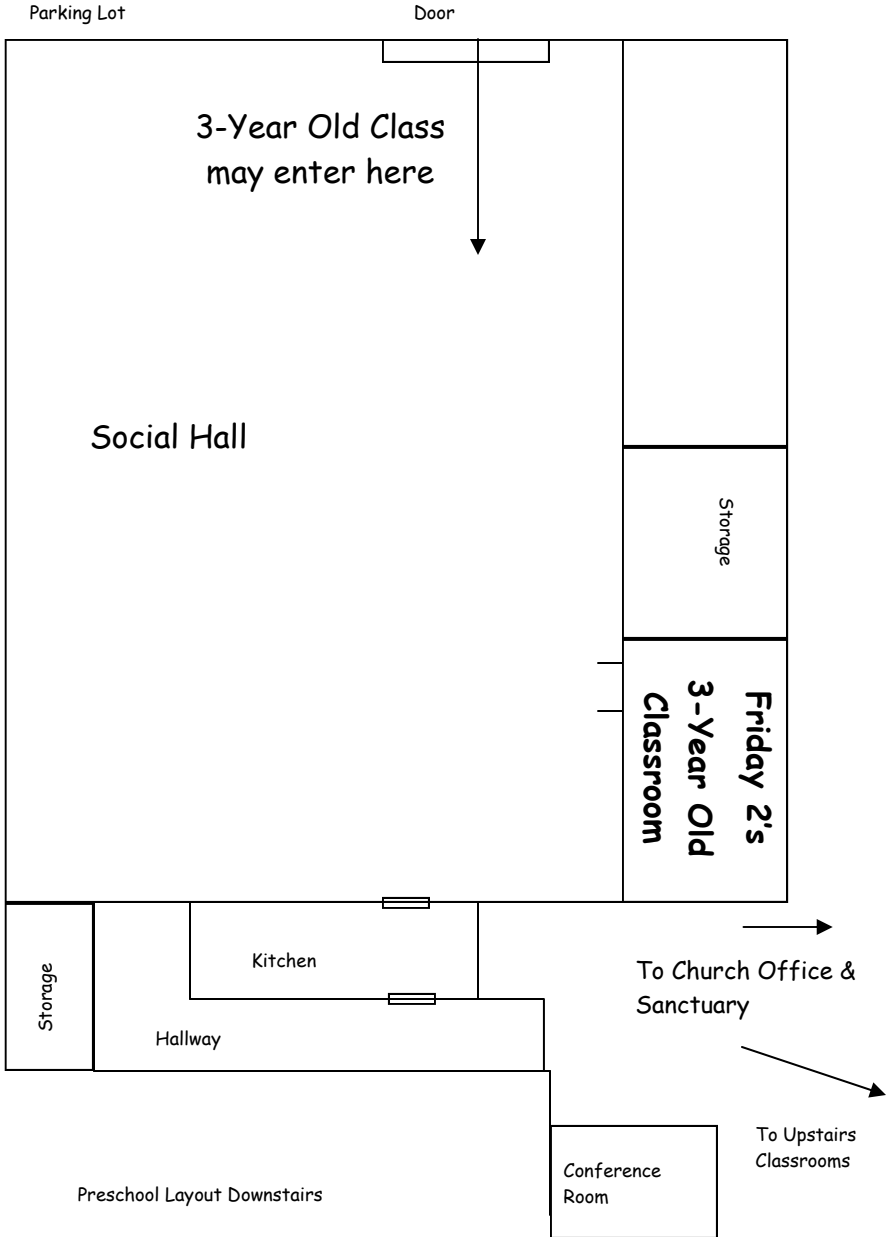 Parking Lot
Door
3-Year Old Class
may enter here
Social Hall
Storage
Friday 2's
3-Year Old
Classroom
Kitchen
Storage
To Church Office &
Sanctuary
Hallway
To Upstairs
Classrooms
Conference
Room
Preschool Layout Downstairs